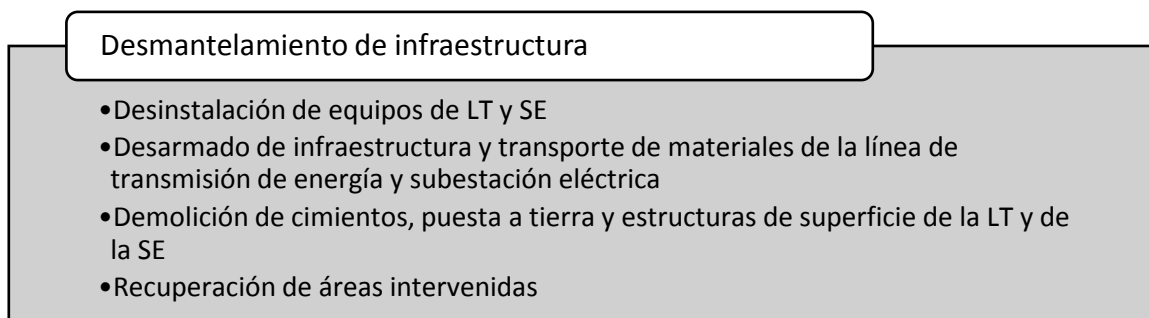 Desmantelamiento de infraestructura
•Desinstalación de equipos de LT y SE
•Desarmado de infraestructura y transporte de materiales de la línea de
transmisión de energía y subestación eléctrica
•Demolición de cimientos, puesta a tierra y estructuras de superficie de la LT y de
la SE
•Recuperación de áreas intervenidas